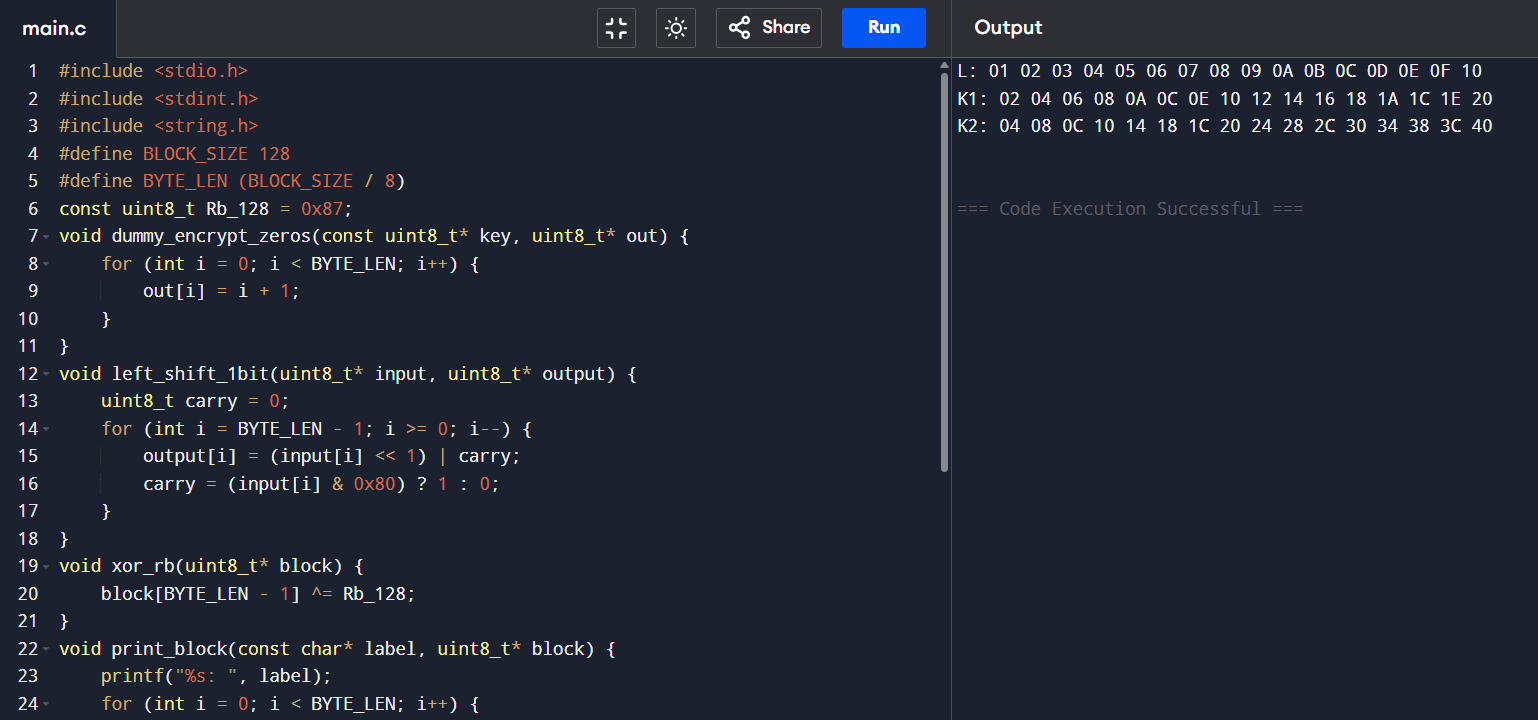 main.c
Share
Run
Output
1 #include <stdio.h>
2 #include <stdint.h>
3 #include <string.h>
4 #define BLOCK_SIZE 128
5 #define BYTE_LEN (BLOCK_SIZE / 8)
6 const uint8_t Rb_128 = 0x87;
7 void dummy_encrypt_zeros(const uint8_t* key, uint8_t* out) {
8     for (int i = 0; i < BYTE_LEN; i++) {
9         out[i] = i + 1;
10     }
11 }
12 void left_shift_1bit(uint8_t* input, uint8_t* output) {
13     uint8_t carry = 0;
14     for (int i = BYTE_LEN - 1; i >= 0; i--) {
15         output[i] = (input[i] << 1) | carry;
16         carry = (input[i] & 0x80) ? 1 : 0;
17     }
18 }
19 void xor_rb(uint8_t* block) {
20     block[BYTE_LEN - 1] ^= Rb_128;
21 }
22 void print_block(const char* label, uint8_t* block) {
23     printf("%s: ", label);
24     for (int i = 0; i < BYTE_LEN; i++) {
L: 01 02 03 04 05 06 07 08 09 0A 0B 0C 0D 0E 0F 10
K1: 02 04 06 08 0A 0C 0E 10 12 14 16 18 1A 1C 1E 20
K2: 04 08 0C 10 14 18 1C 20 24 28 2C 30 34 38 3C 40
=== Code Execution Successful ===